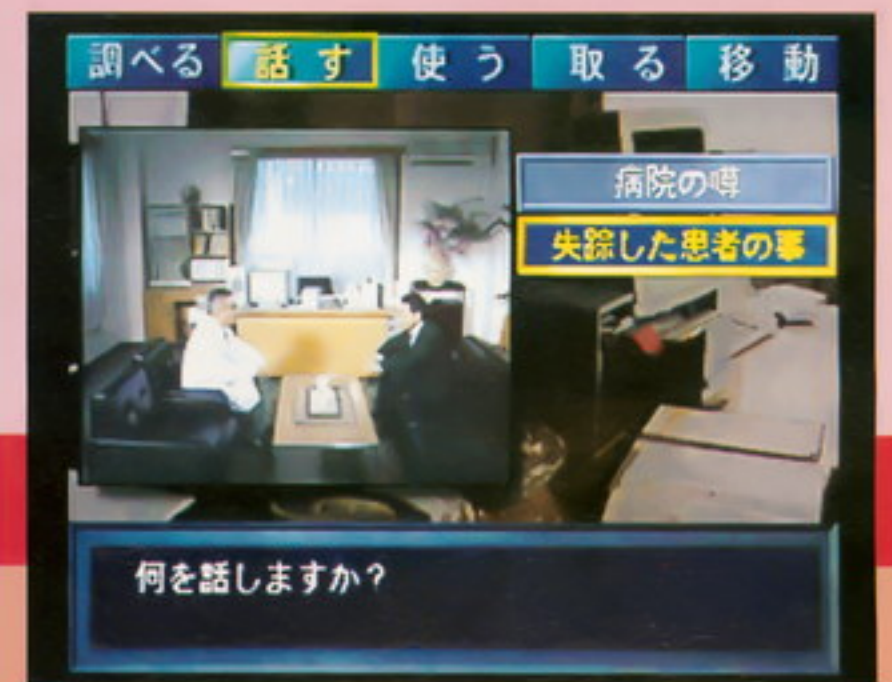 調べる 話す 使う 取る 移動
病院の噂
失踪した患者の事
何を話しますか？